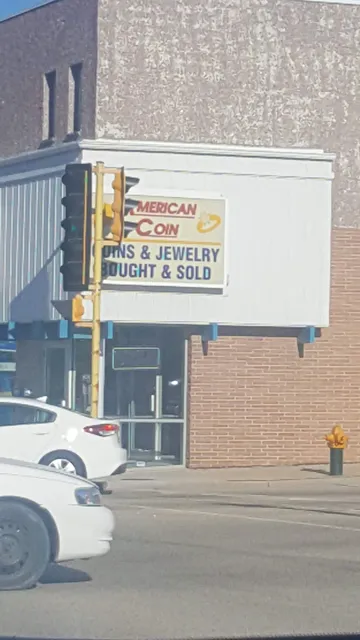 MERICAN
COIN
OINS & JEWELRY
BOUGHT & SOLD